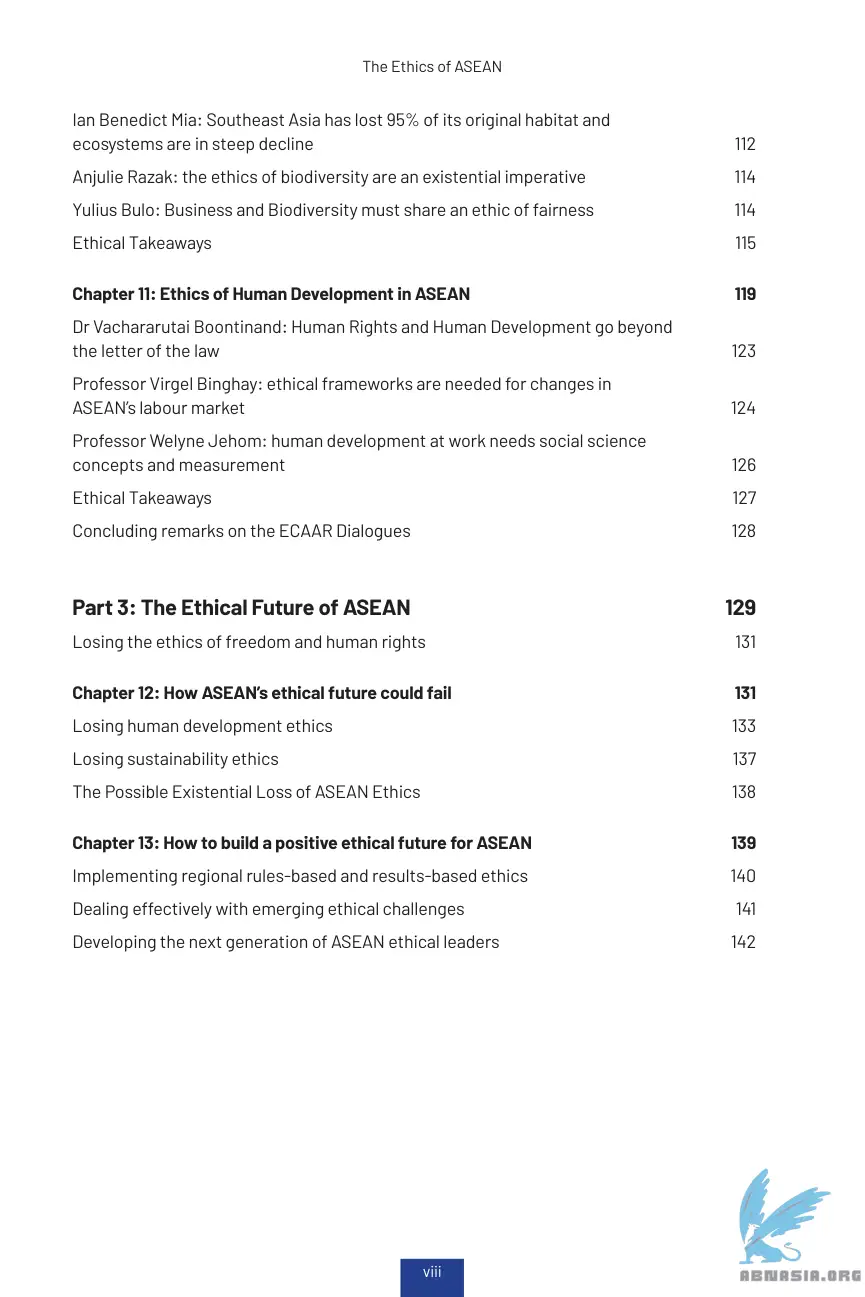 The Ethics of ASEAN
Ian Benedict Mia: Southeast Asia has lost 95% of its original habitat and
ecosystems are in steep decline 112
Anjulie Razak: the ethics of biodiversity are an existential imperative 114
Yulius Bulo: Business and Biodiversity must share an ethic of fairness 114
Ethical Takeaways 115
Chapter 11: Ethics of Human Development in ASEAN 119
Dr Vachararutai Boontinand: Human Rights and Human Development go beyond
the letter of the law 123
Professor Virgel Binghay: ethical frameworks are needed for changes in
ASEAN's labour market 124
Professor Welyne Jehom: human development at work needs social science
concepts and measurement 126
Ethical Takeaways 127
Concluding remarks on the ECAAR Dialogues 128
Part 3: The Ethical Future of ASEAN 129
Losing the ethics of freedom and human rights 131
Chapter 12: How ASEAN's ethical future could fail 131
Losing human development ethics 133
Losing sustainability ethics 137
The Possible Existential Loss of ASEAN Ethics 138
Chapter 13: How to build a positive ethical future for ASEAN 139
Implementing regional rules-based and results-based ethics 140
Dealing effectively with emerging ethical challenges 141
Developing the next generation of ASEAN ethical leaders 142
viii
ABNASIA.ORG